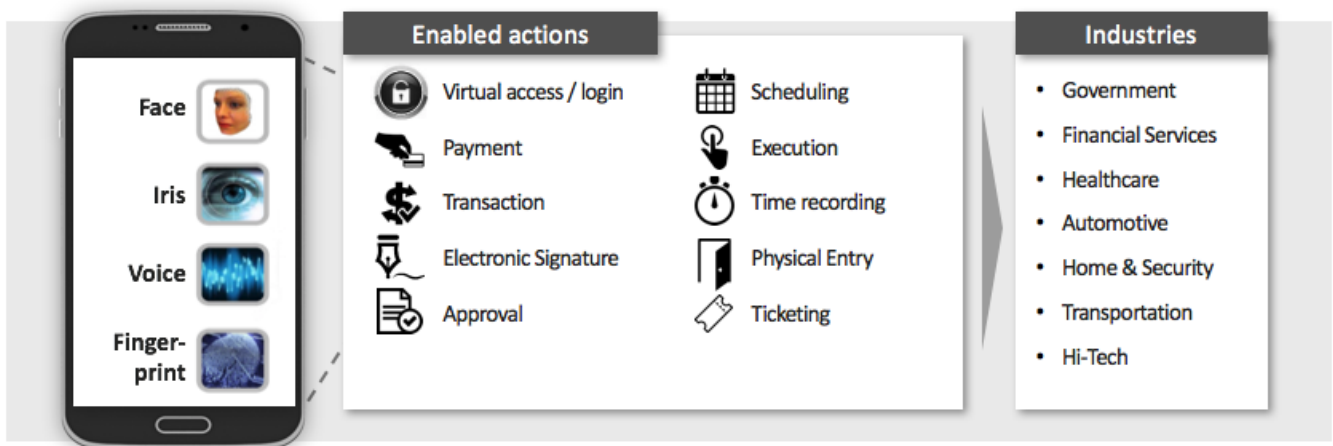 Face
Iris
Voice
Finger-
print
Enabled actions
Virtual access / login
Payment
Transaction
Electronic Signature
Approval
Scheduling
Execution
Time recording
Physical Entry
Ticketing
Industries
• Government
• Financial Services
• Healthcare
• Automotive
• Home & Security
• Transportation
• Hi-Tech